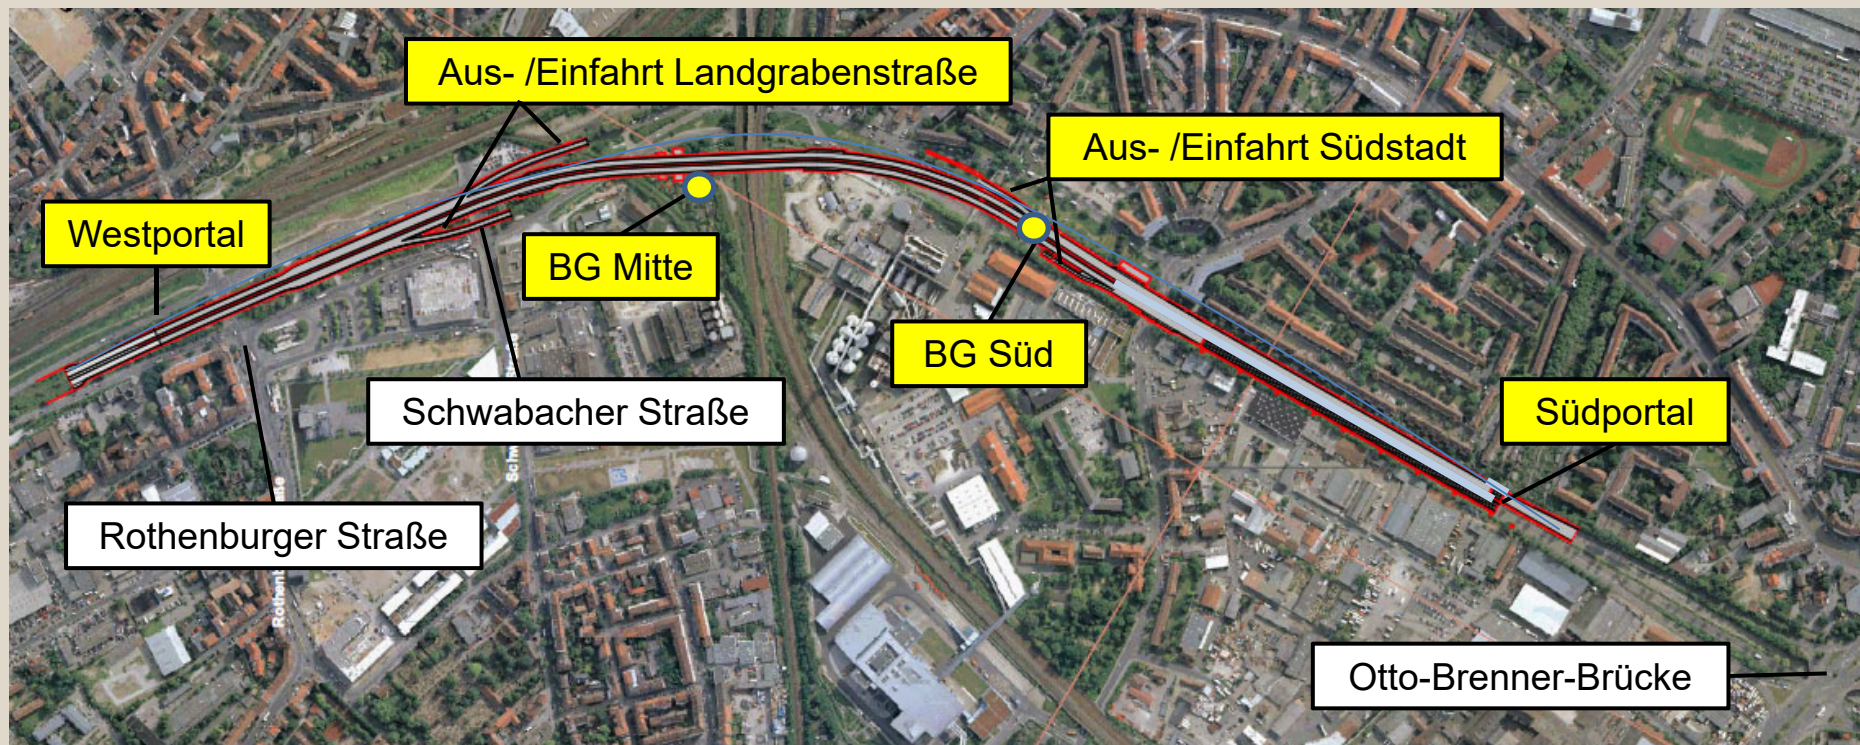 Aus- /Einfahrt Landgrabenstraße
Aus- /Einfahrt Südstadt
Westportal
BG Mitte
BG Süd
Schwabacher Straße
Südportal
Rothenburger Straße
Otto-Brenner-Brücke